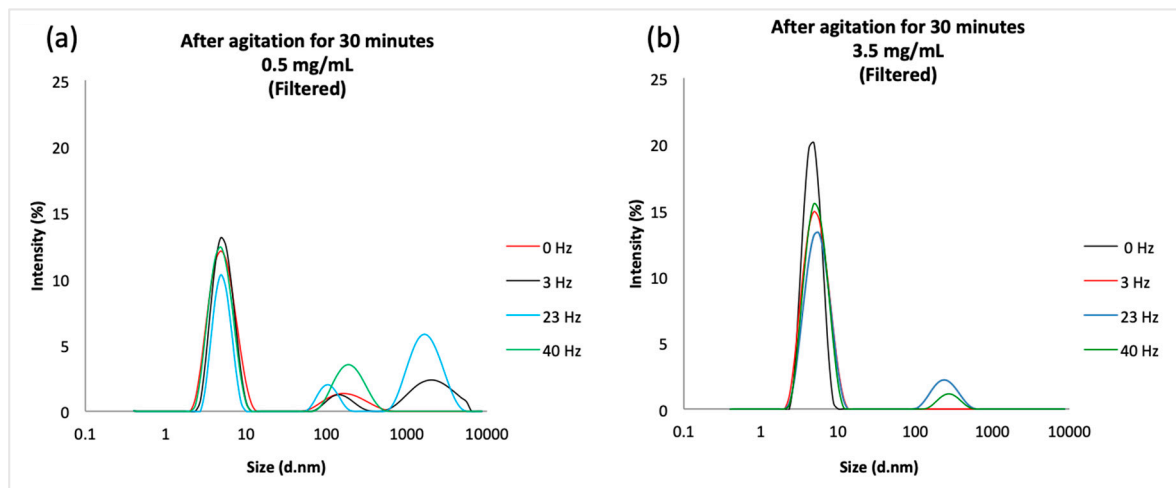 (a)
After agitation for 30 minutes
0.5 mg/mL
(Filtered)
25
20
15
10
5
0
Intensity (%)
0.1 1 10 100 1000 10000
Size (d.nm)
0 Hz
3 Hz
23 Hz
40 Hz
(b)
After agitation for 30 minutes
3.5 mg/mL
(Filtered)
25
20
15
10
5
0
Intensity (%)
0.1 1 10 100 1000 10000
Size (d.nm)
0 Hz
3 Hz
23 Hz
40 Hz